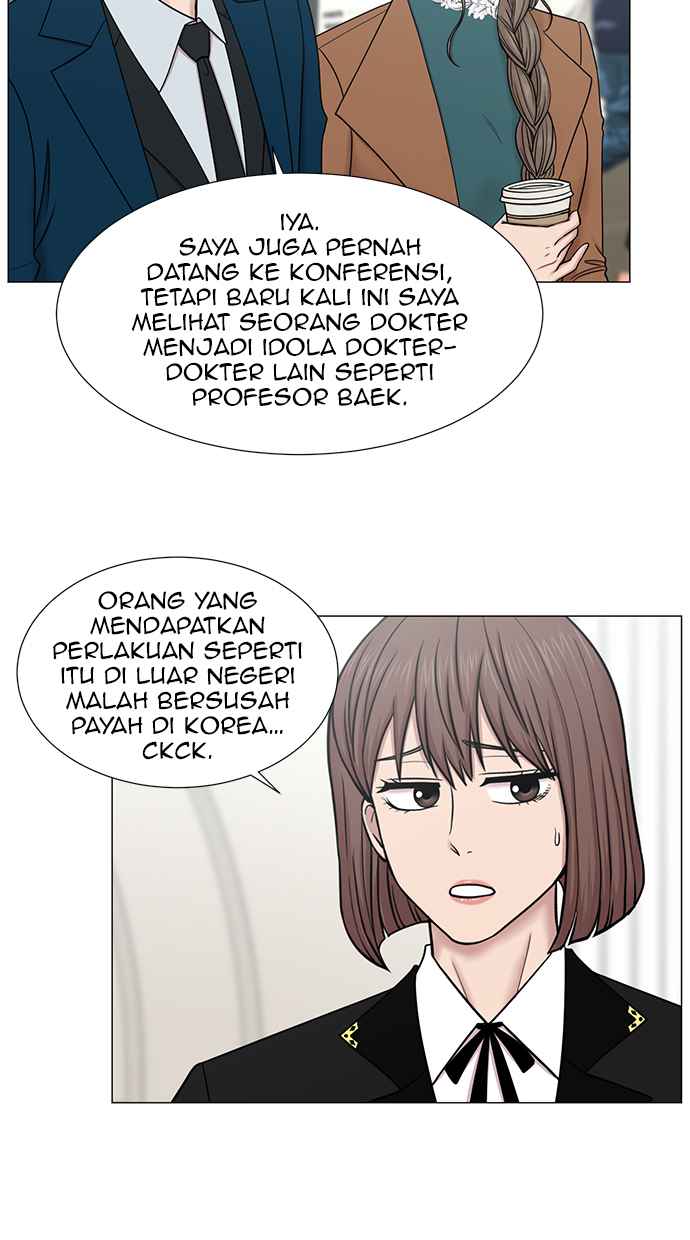 IYA.
SAYA JUGA PERNAH
DATANG KE KONFERENSI,
TETAPI BARU KALI INI SAYA
MELIHAT SEORANG DOKTER
MENJADI IDOLA DOKTER-
DOKTER LAIN SEPERTI
PROFESOR BAEK.
ORANG YANG
MENDAPATKAN
PERLAKUAN SEPERTI
ITU DI LUAR NEGERI
MALAH BERSUSAH
PAYAH DI KOREA...
CKCK.